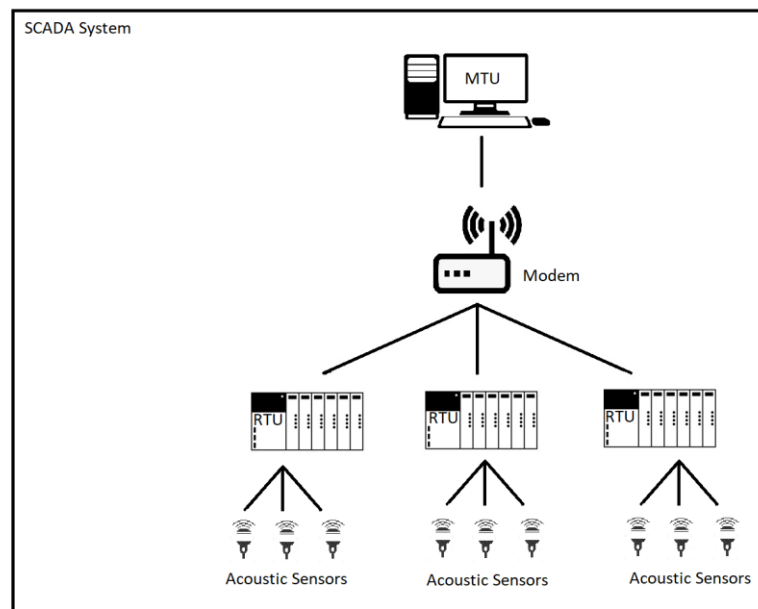 SCADA System
MTU
Modem
RTU
RTU
RTU
Acoustic Sensors
Acoustic Sensors
Acoustic Sensors